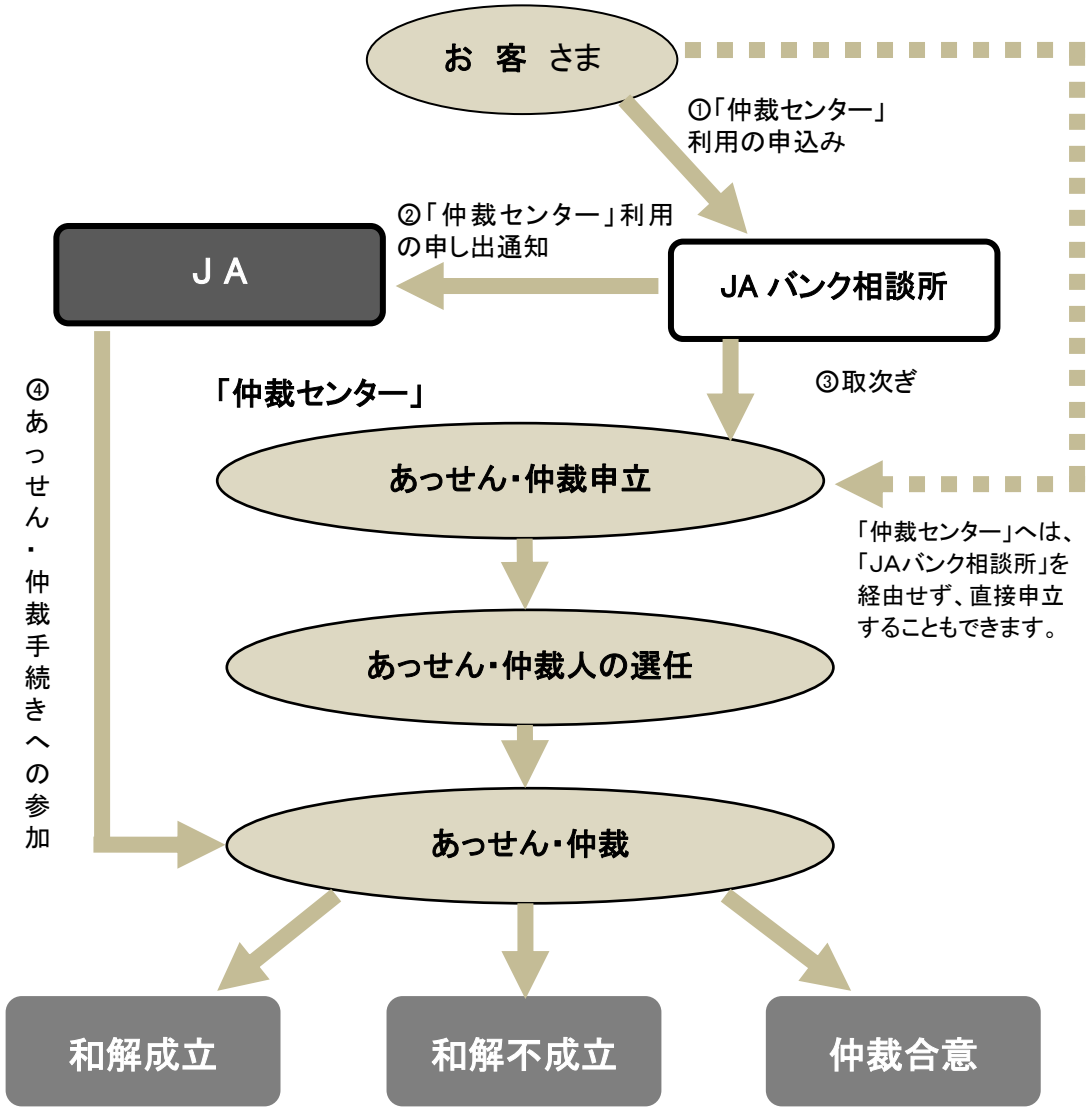 お 客 さま
①「仲裁センター」
利用の申込み
②「仲裁センター」利用
の申し出通知
ＪＡ
JA バンク相談所
③取次ぎ
④あっせん・仲裁手続きへの参加
「仲裁センター」
あっせん・仲裁申立
「仲裁センター」へは、
「ＪＡバンク相談所」を
経由せず、直接申立
することもできます。
あっせん・仲裁人の選任
あっせん・仲裁
和解成立
和解不成立
仲裁合意